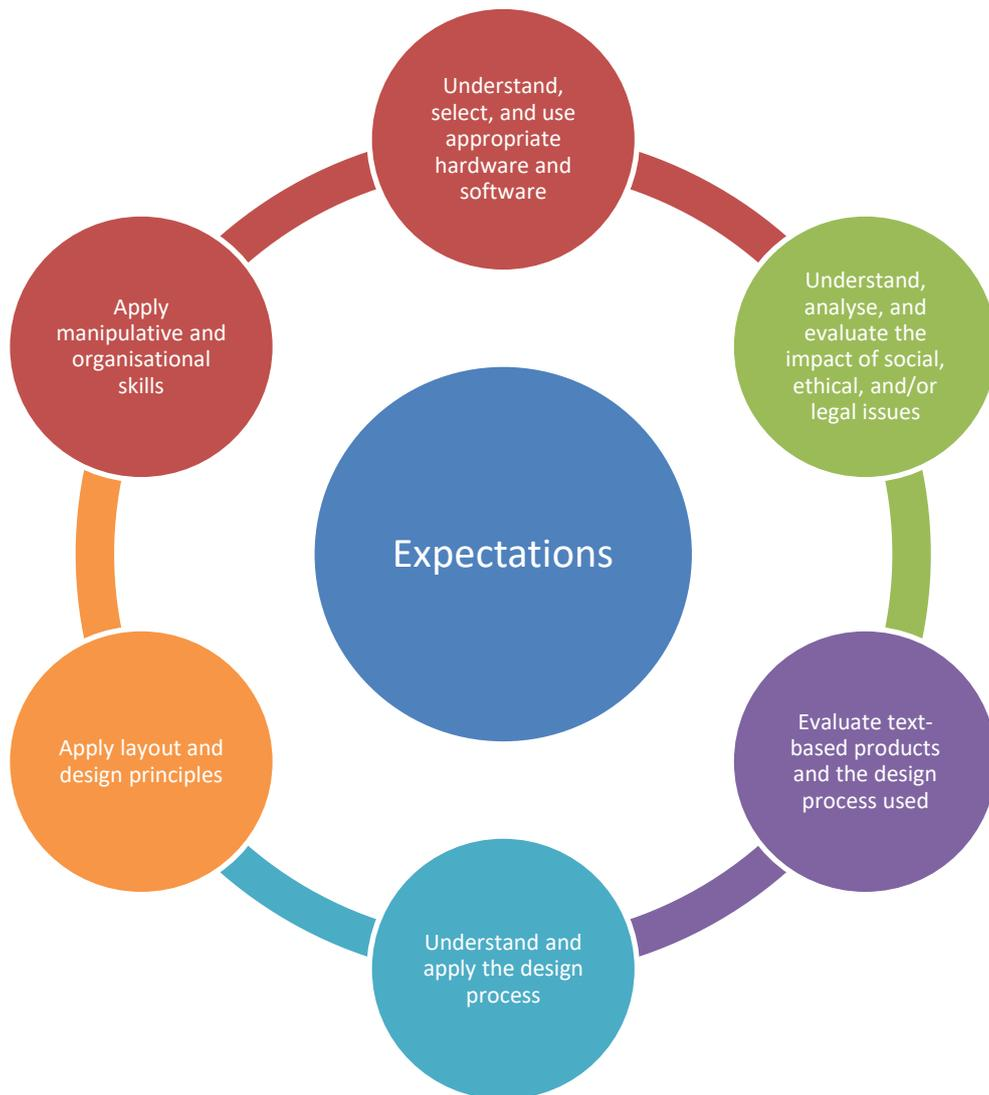 Understand,
select, and use
appropriate
hardware and
software
Understand,
analyse, and
evaluate the
impact of social,
ethical, and/or
legal issues
Evaluate text-
based products
and the design
process used
Understand and
apply the design
process
Apply layout and
design principles
Apply
manipulative and
organisational
skills
Expectations